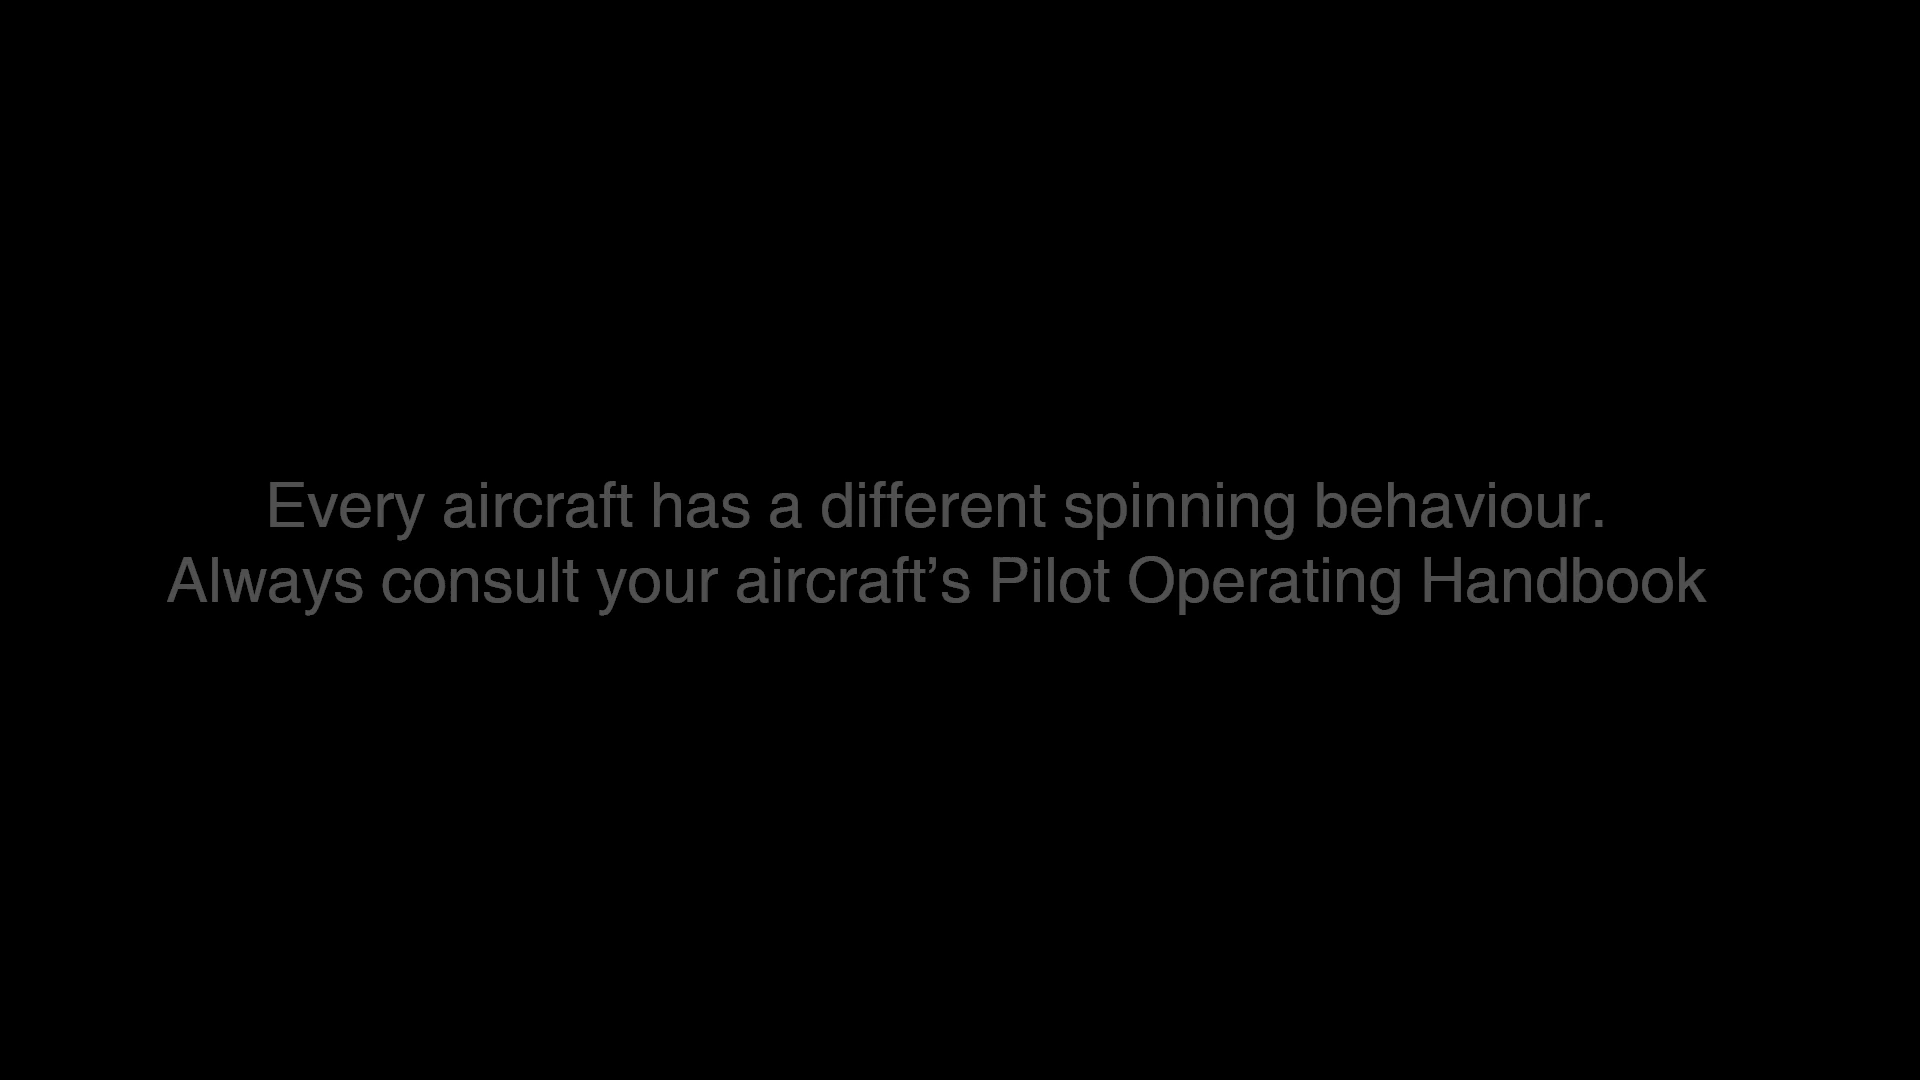 Every aircraft has a different spinning behaviour.
Always consult your aircraft’s Pilot Operating Handbook